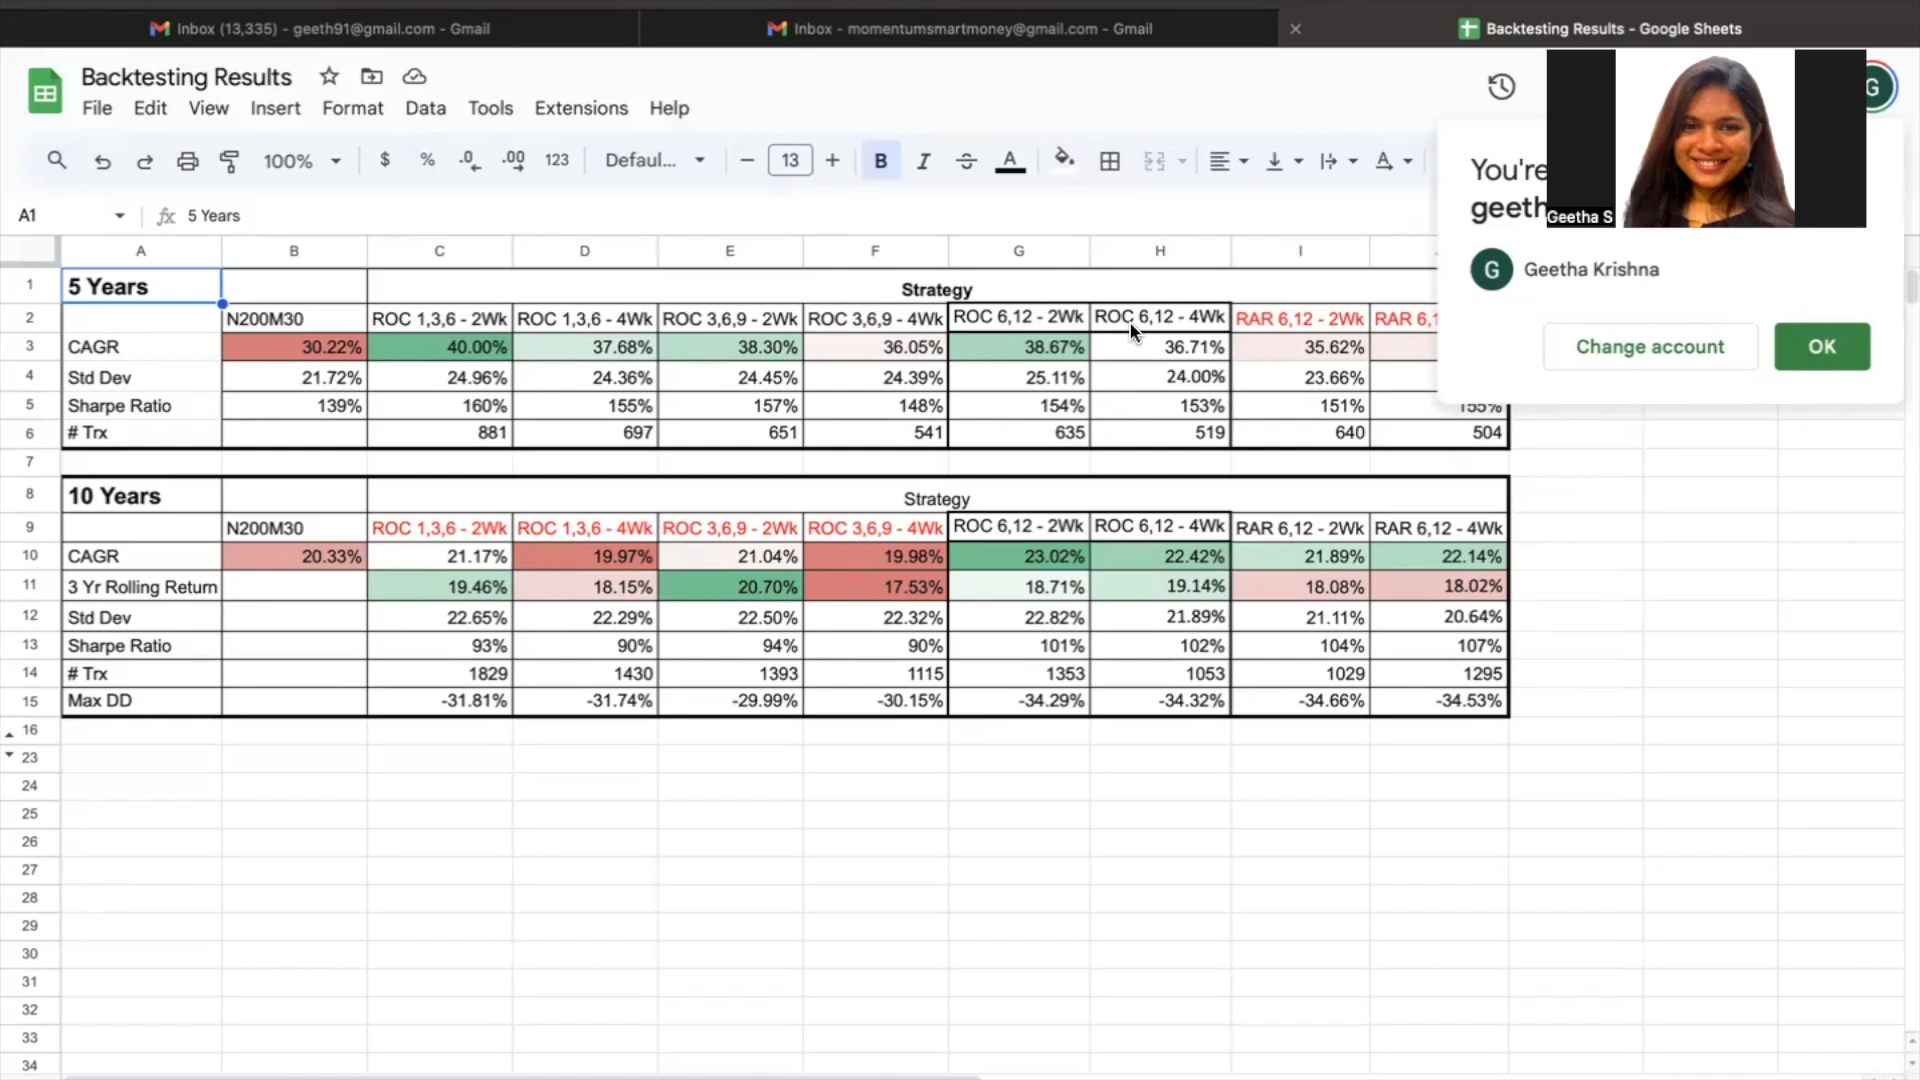 Inbox (13,335) - geeth91@gmail.com - Gmail
Inbox - momentumsmartmoney@gmail.com - Gmail
Backtesting Results - Google Sheets
Backtesting Results
File Edit View Insert Format Data Tools Extensions Help
100% $ % .0 .00 123 Defaul... 13 B I A A
You're
geeth
Geetha S
G
G Geetha Krishna
Change account OK
A1 fx 5 Years
A B C D E F G H I
1 5 Years Strategy
2 N200M30 ROC 1,3,6 - 2Wk ROC 1,3,6 - 4Wk ROC 3,6,9 - 2Wk ROC 3,6,9 - 4Wk ROC 6,12 - 2Wk ROC 6,12 - 4Wk RAR 6,12 - 2Wk RAR 6,1
3 CAGR 30.22% 40.00% 37.68% 38.30% 36.05% 38.67% 36.71% 35.62%
4 Std Dev 21.72% 24.96% 24.36% 24.45% 24.39% 25.11% 24.00% 23.66%
5 Sharpe Ratio 139% 160% 155% 157% 148% 154% 153% 151% 155%
6 # Trx 881 697 651 541 635 519 640 504
7
8 10 Years Strategy
9 N200M30 ROC 1,3,6 - 2Wk ROC 1,3,6 - 4Wk ROC 3,6,9 - 2Wk ROC 3,6,9 - 4Wk ROC 6,12 - 2Wk ROC 6,12 - 4Wk RAR 6,12 - 2Wk RAR 6,12 - 4Wk
10 CAGR 20.33% 21.17% 19.97% 21.04% 19.98% 23.02% 22.42% 21.89% 22.14%
11 3 Yr Rolling Return 19.46% 18.15% 20.70% 17.53% 18.71% 19.14% 18.08% 18.02%
12 Std Dev 22.65% 22.29% 22.50% 22.32% 22.82% 21.89% 21.11% 20.64%
13 Sharpe Ratio 93% 90% 94% 90% 101% 102% 104% 107%
14 # Trx 1829 1430 1393 1115 1353 1053 1029 1295
15 Max DD -31.81% -31.74% -29.99% -30.15% -34.29% -34.32% -34.66% -34.53%
16
23
24
25
26
27
28
29
30
31
32
33
34